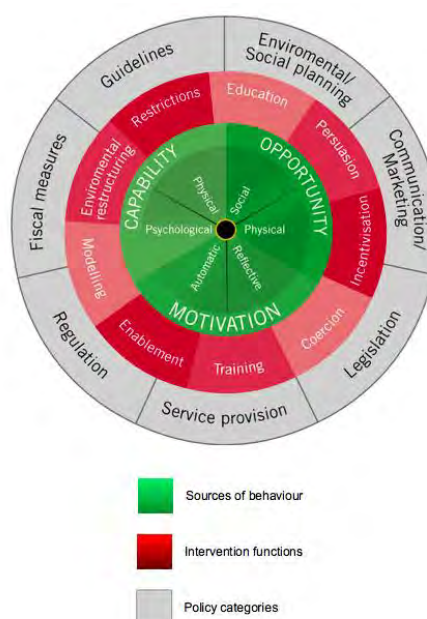 Guidelines
Enviromental/
Social planning
Communication/
Marketing
Legislation
Service provision
Regulation
Fiscal measures
Restrictions
Education
Persuasion
Incentivisation
Coercion
Training
Enablement
Modelling
Enviromental
restructuring
CAPABILITY
OPPORTUNITY
MOTIVATION
Physical
Social
Psychological
Physical
Automatic
Reflective
Sources of behaviour
Intervention functions
Policy categories